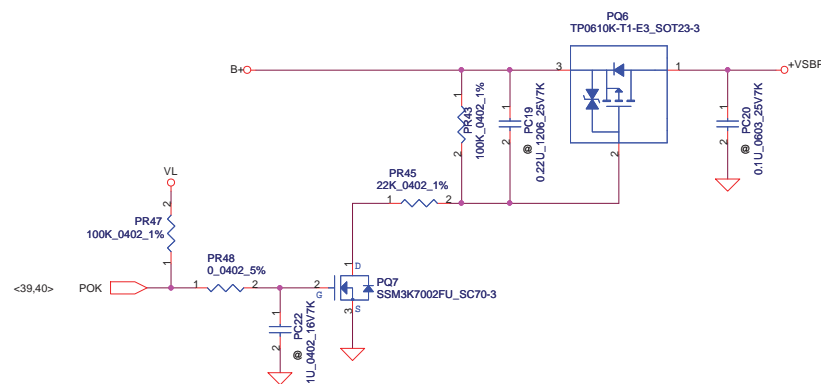 PQ6
TP0610K-T1-E3_SOT23-3
B+
3
1
+VSBP
1
PR43
100K_0402_1%
2
1
PC19
@
0.22U_1206_25V7K
2
2
1
PC20
@
0.1U_0603_25V7K
2
VL
2
PR47
100K_0402_1%
1
PR45
22K_0402_1%
1
2
PR48
0_0402_5%
<39,40>
POK
1
2
2
G
1
D
PQ7
SSM3K7002FU_SC70-3
3
S
1
PC22
@
1U_0402_16V7K
2